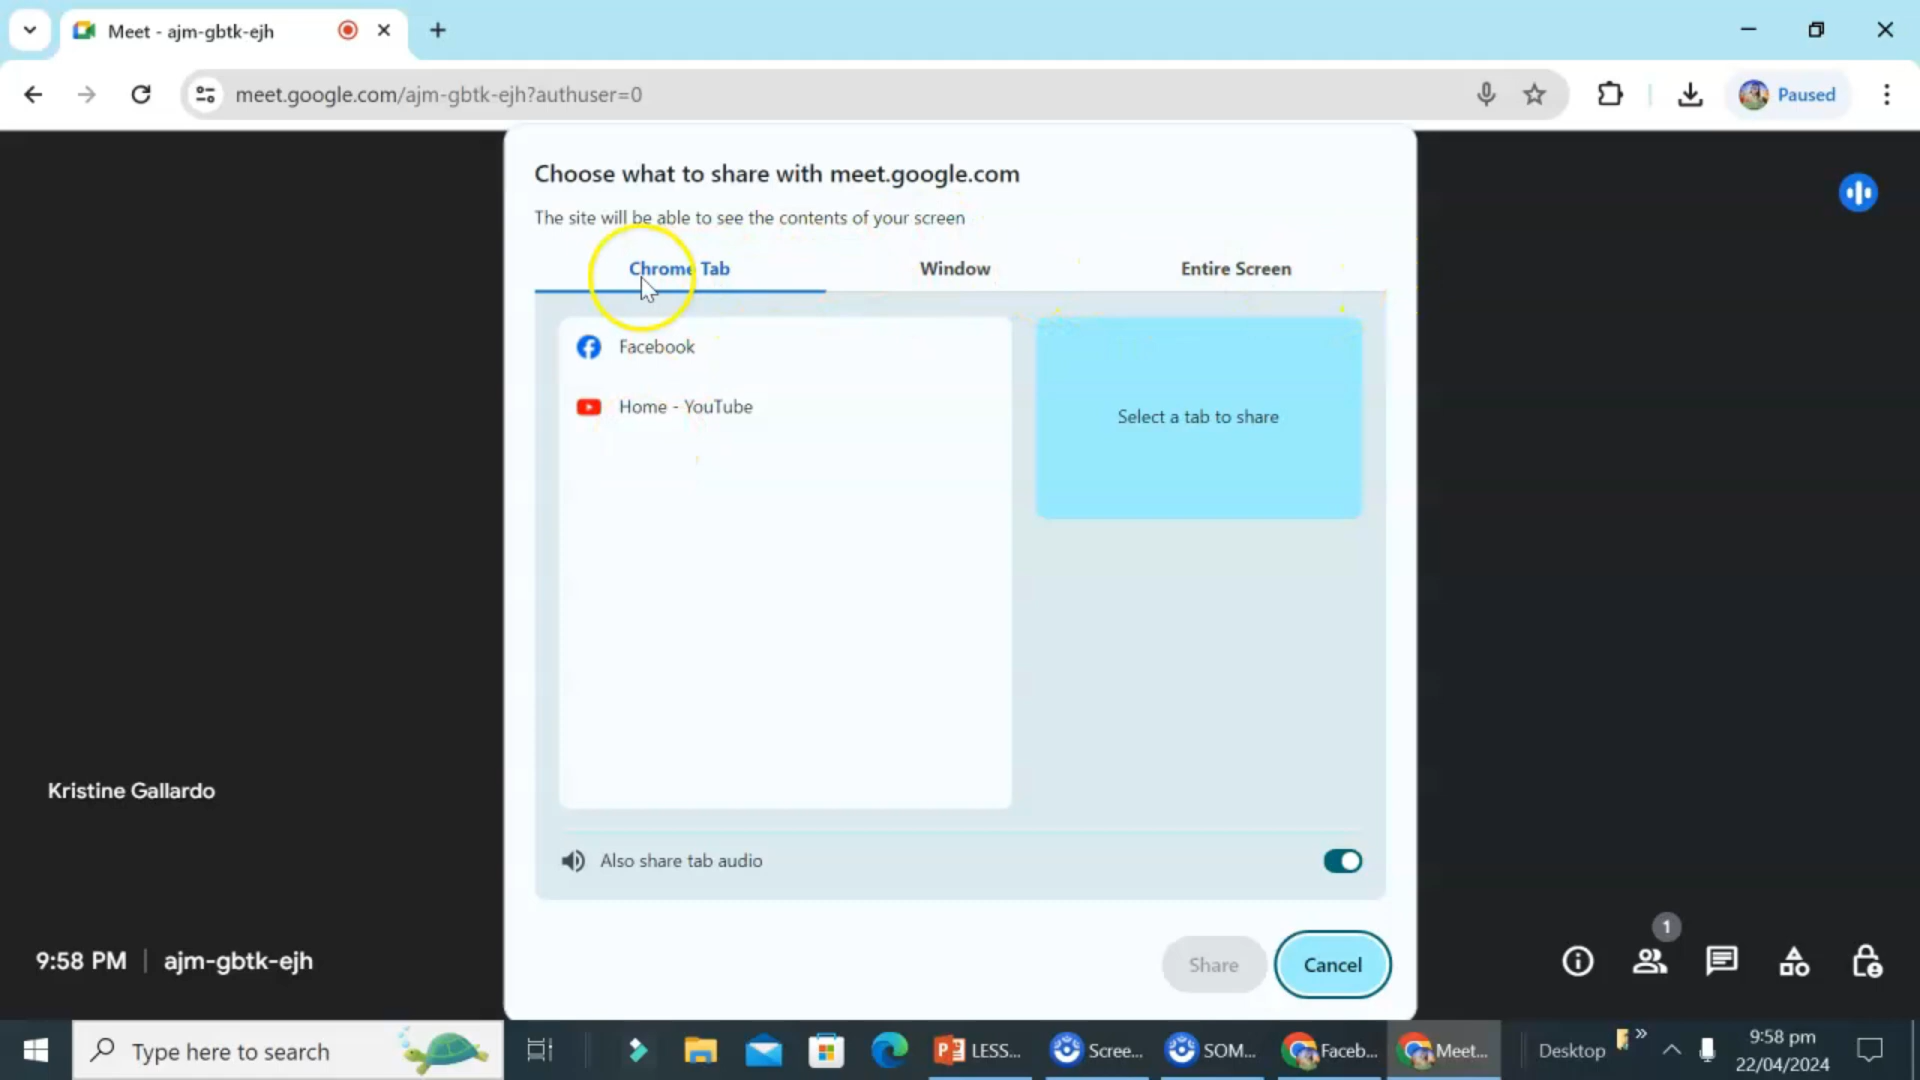 Meet - ajm-gbtk-ejh
meet.google.com/ajm-gbtk-ejh?authuser=0
Paused
Choose what to share with meet.google.com
The site will be able to see the contents of your screen
Chrome Tab
Window
Entire Screen
Facebook
Home - YouTube
Select a tab to share
Also share tab audio
Share
Cancel
Kristine Gallardo
9:58 PM | ajm-gbtk-ejh
1
Type here to search
LESS...
Scree...
SOM...
Faceb...
Meet...
Desktop
9:58 pm
22/04/2024